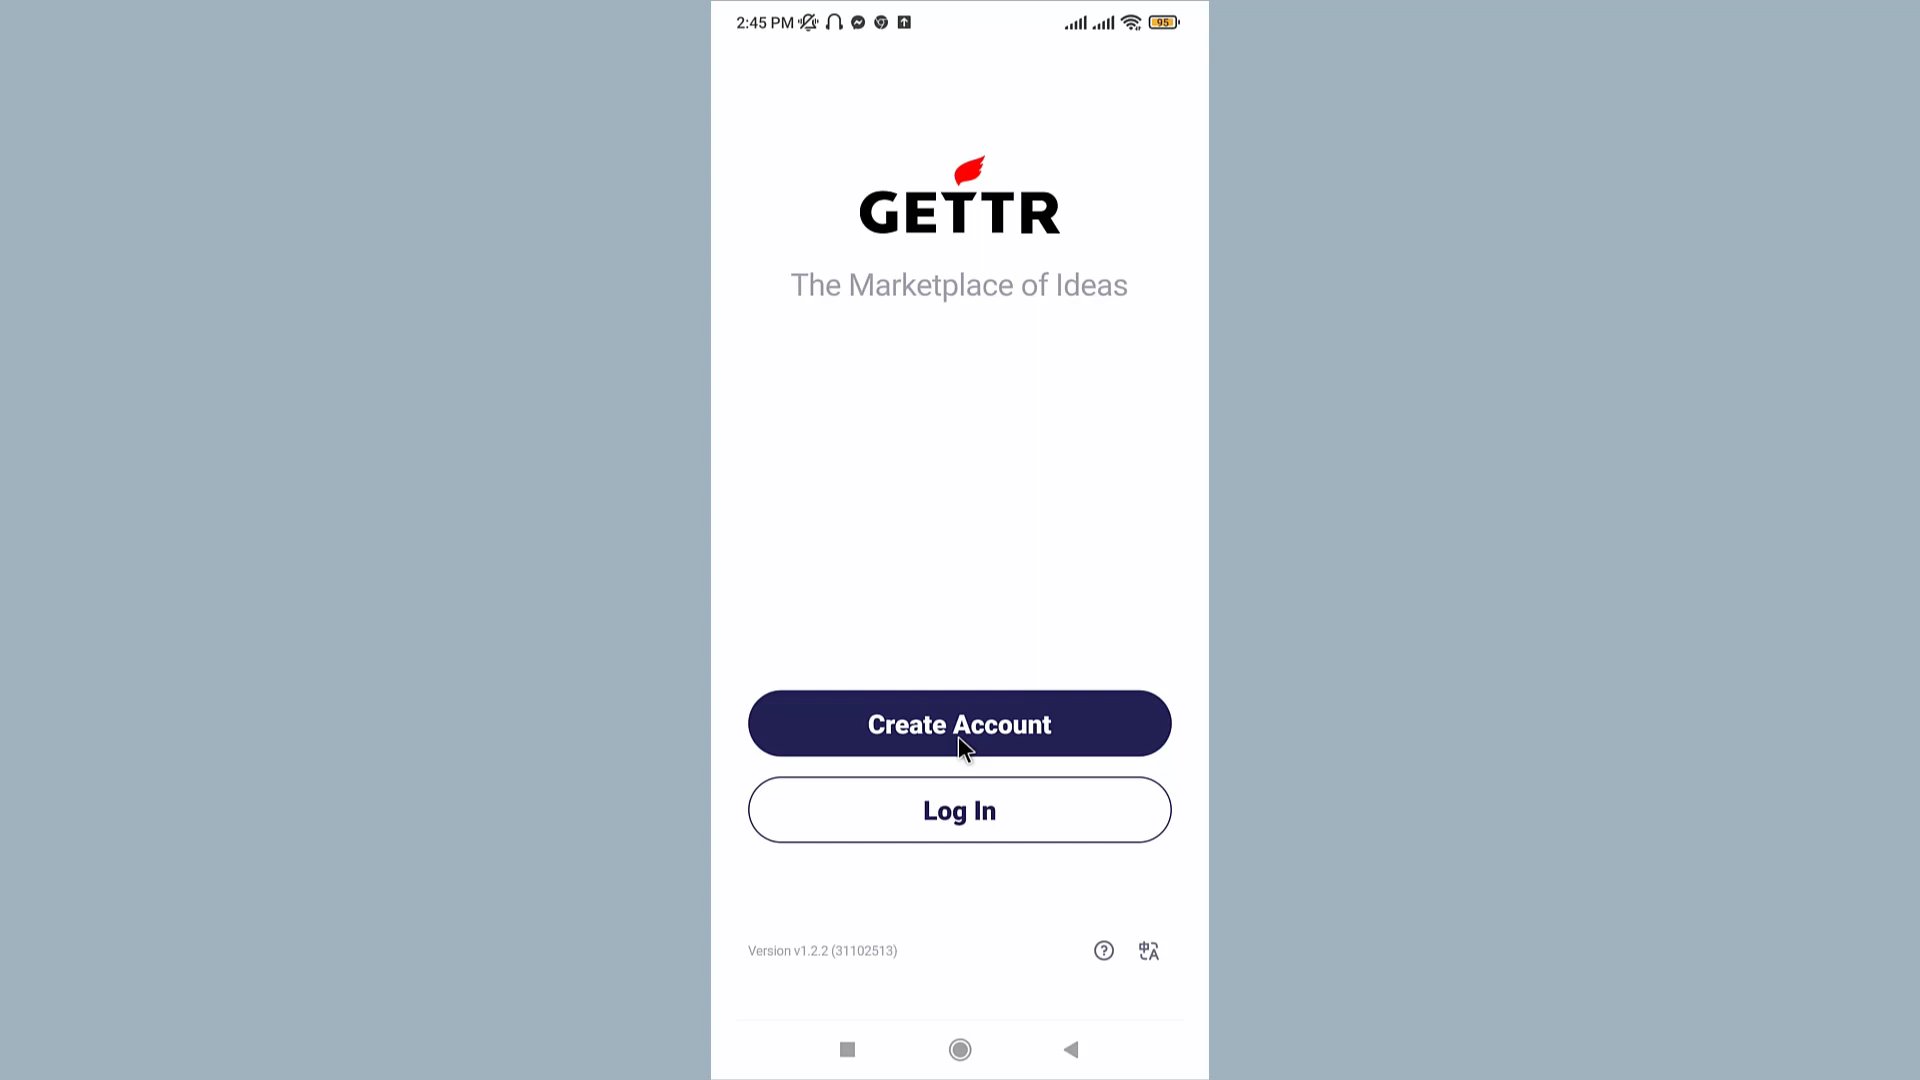 2:45 PM 95
GETTR
The Marketplace of Ideas
Create Account
Log In
Version v1.2.2 (31102513)